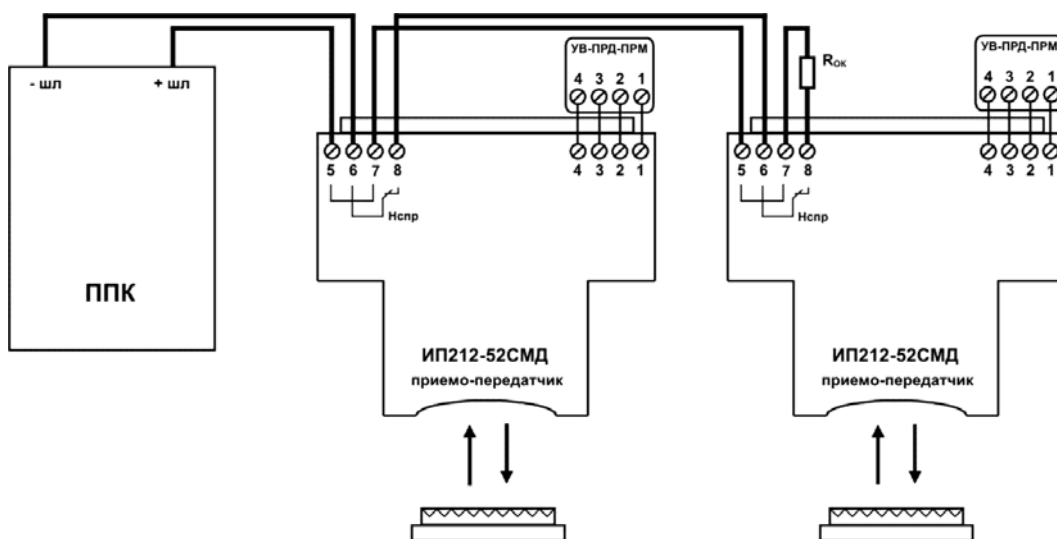 - шл + шл
ППК
УВ-ПРД-ПРМ
4 3 2 1
5 6 7 8
4 3 2 1
Нспр
ИП212-52СМД
приемо-передатчик
Rок
УВ-ПРД-ПРМ
4 3 2 1
5 6 7 8
4 3 2 1
Нспр
ИП212-52СМД
приемо-передатчик